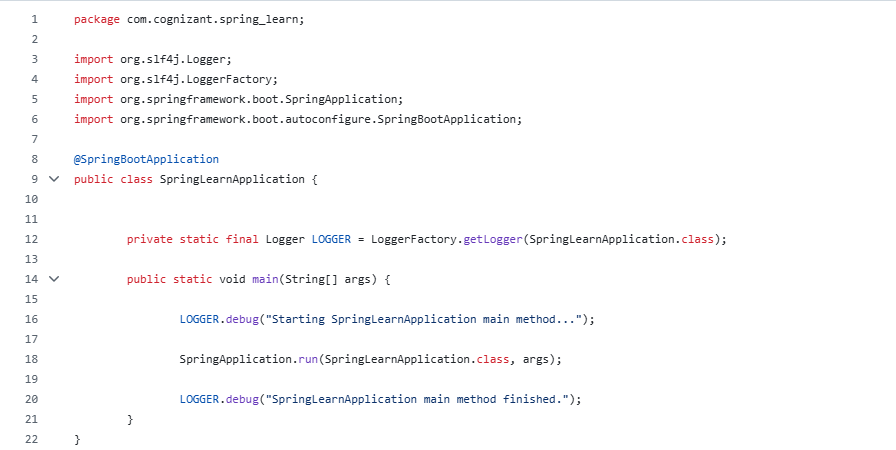 1 package com.cognizant.spring_learn;
2
3 import org.slf4j.Logger;
4 import org.slf4j.LoggerFactory;
5 import org.springframework.boot.SpringApplication;
6 import org.springframework.boot.autoconfigure.SpringBootApplication;
7
8 @SpringBootApplication
9 public class SpringLearnApplication {
10
11
12 private static final Logger LOGGER = LoggerFactory.getLogger(SpringLearnApplication.class);
13
14 public static void main(String[] args) {
15
16 LOGGER.debug("Starting SpringLearnApplication main method...");
17
18 SpringApplication.run(SpringLearnApplication.class, args);
19
20 LOGGER.debug("SpringLearnApplication main method finished.");
21 }
22 }